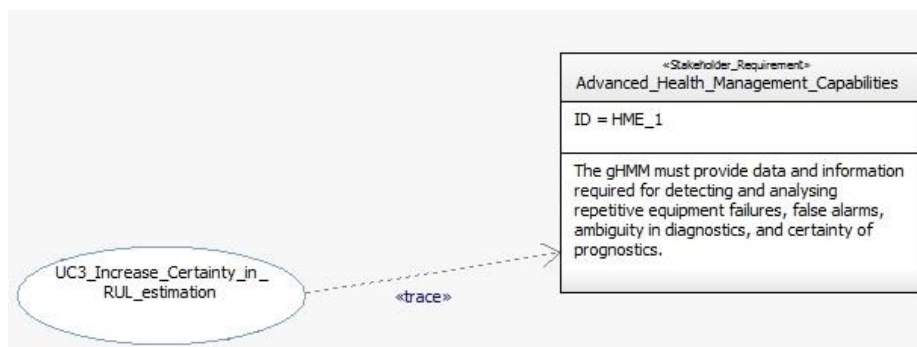 «Stakeholder_Requirement»
Advanced_Health_Management_Capabilities
ID = HME_1
The gHMM must provide data and information
required for detecting and analysing
repetitive equipment failures, false alarms,
ambiguity in diagnostics, and certainty of
prognostics.
UC3_Increase_Certainty_in_
RUL_estimation
«trace»